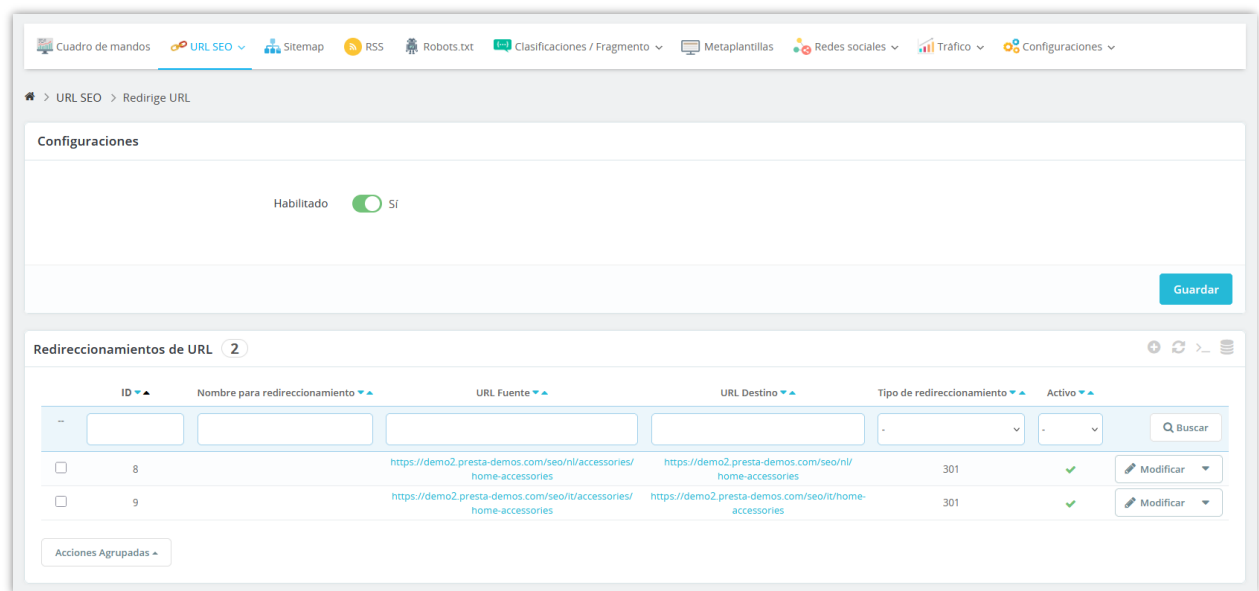 Cuadro de mandos URL SEO Sitemap RSS Robots.txt Clasificaciones / Fragmento Metaplantillas Redes sociales Tráfico Configuraciones
> URL SEO > Redirige URL
Configuraciones
Habilitado Sí
Guardar
Redireccionamientos de URL 2
ID Nombre para redireccionamiento URL Fuente URL Destino Tipo de redireccionamiento Activo
-- - - Buscar
8 https://demo2.presta-demos.com/seo/nl/accessories/home-accessories https://demo2.presta-demos.com/seo/nl/home-accessories 301 Modificar
9 https://demo2.presta-demos.com/seo/it/accessories/home-accessories https://demo2.presta-demos.com/seo/it/home-accessories 301 Modificar
Acciones Agrupadas